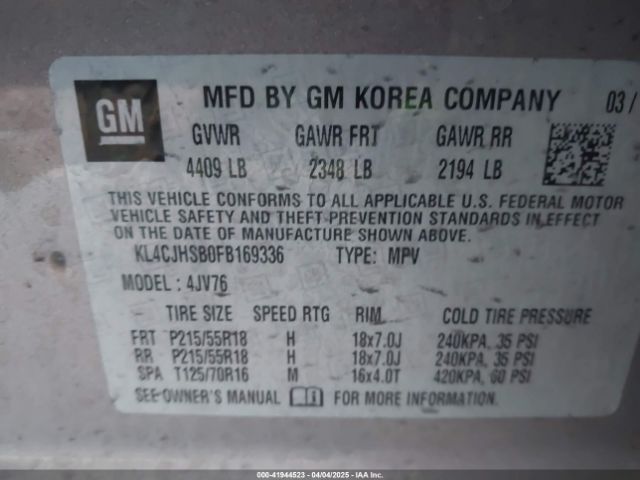 GM
MFD BY GM KOREA COMPANY 03/
GVWR GAWR FRT GAWR RR
4409 LB 2348 LB 2194 LB
THIS VEHICLE CONFORMS TO ALL APPLICABLE U.S. FEDERAL MOTOR
VEHICLE SAFETY AND THEFT PREVENTION STANDARDS IN EFFECT
ON THE DATE OF MANUFACTURE SHOWN ABOVE.
KL4CJHSB0FB169336 TYPE: MPV
MODEL: 4JV76
TIRE SIZE SPEED RTG RIM COLD TIRE PRESSURE
FRT P215/55R18 H 18x7.0J 240KPA, 35 PSI
RR P215/55R18 H 18x7.0J 240KPA, 35 PSI
SPA T125/70R16 M 16x4.0T 420KPA, 60 PSI
SEE OWNER'S MANUAL FOR MORE INFORMATION.
000-41944523 - 04/04/2025 - IAA Inc.